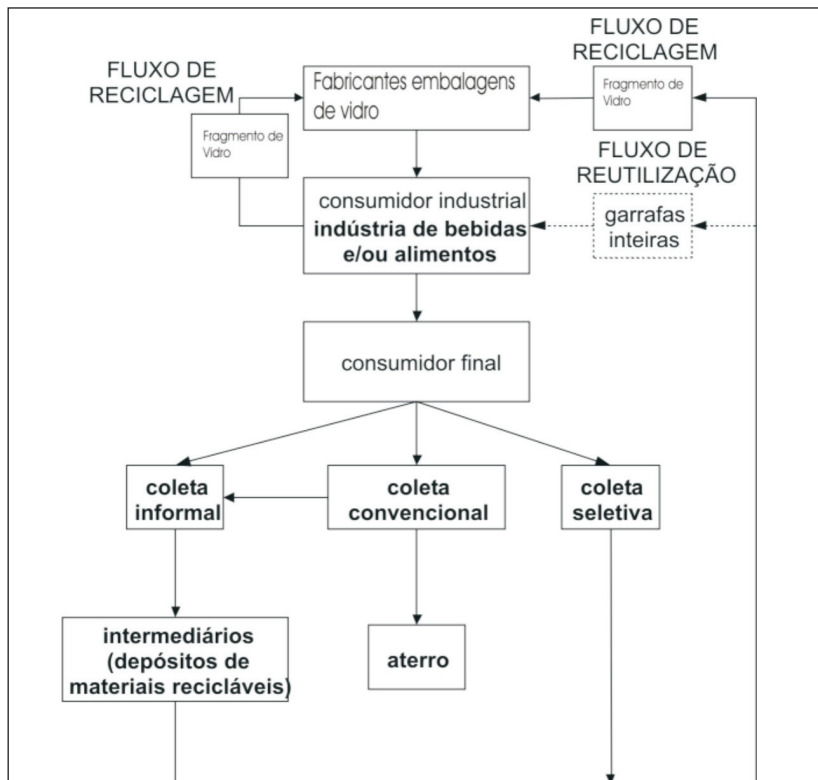 FLUXO DE
RECICLAGEM
FLUXO DE
RECICLAGEM
Fabricantes embalagens
de vidro
Fragmento de
Vidro
Fragmento de
Vidro
FLUXO DE
REUTILIZAÇÃO
consumidor industrial
indústria de bebidas
e/ou alimentos
garrafas
inteiras
consumidor final
coleta
informal
coleta
convencional
coleta
seletiva
intermediários
(depósitos de
materiais recicláveis)
aterro